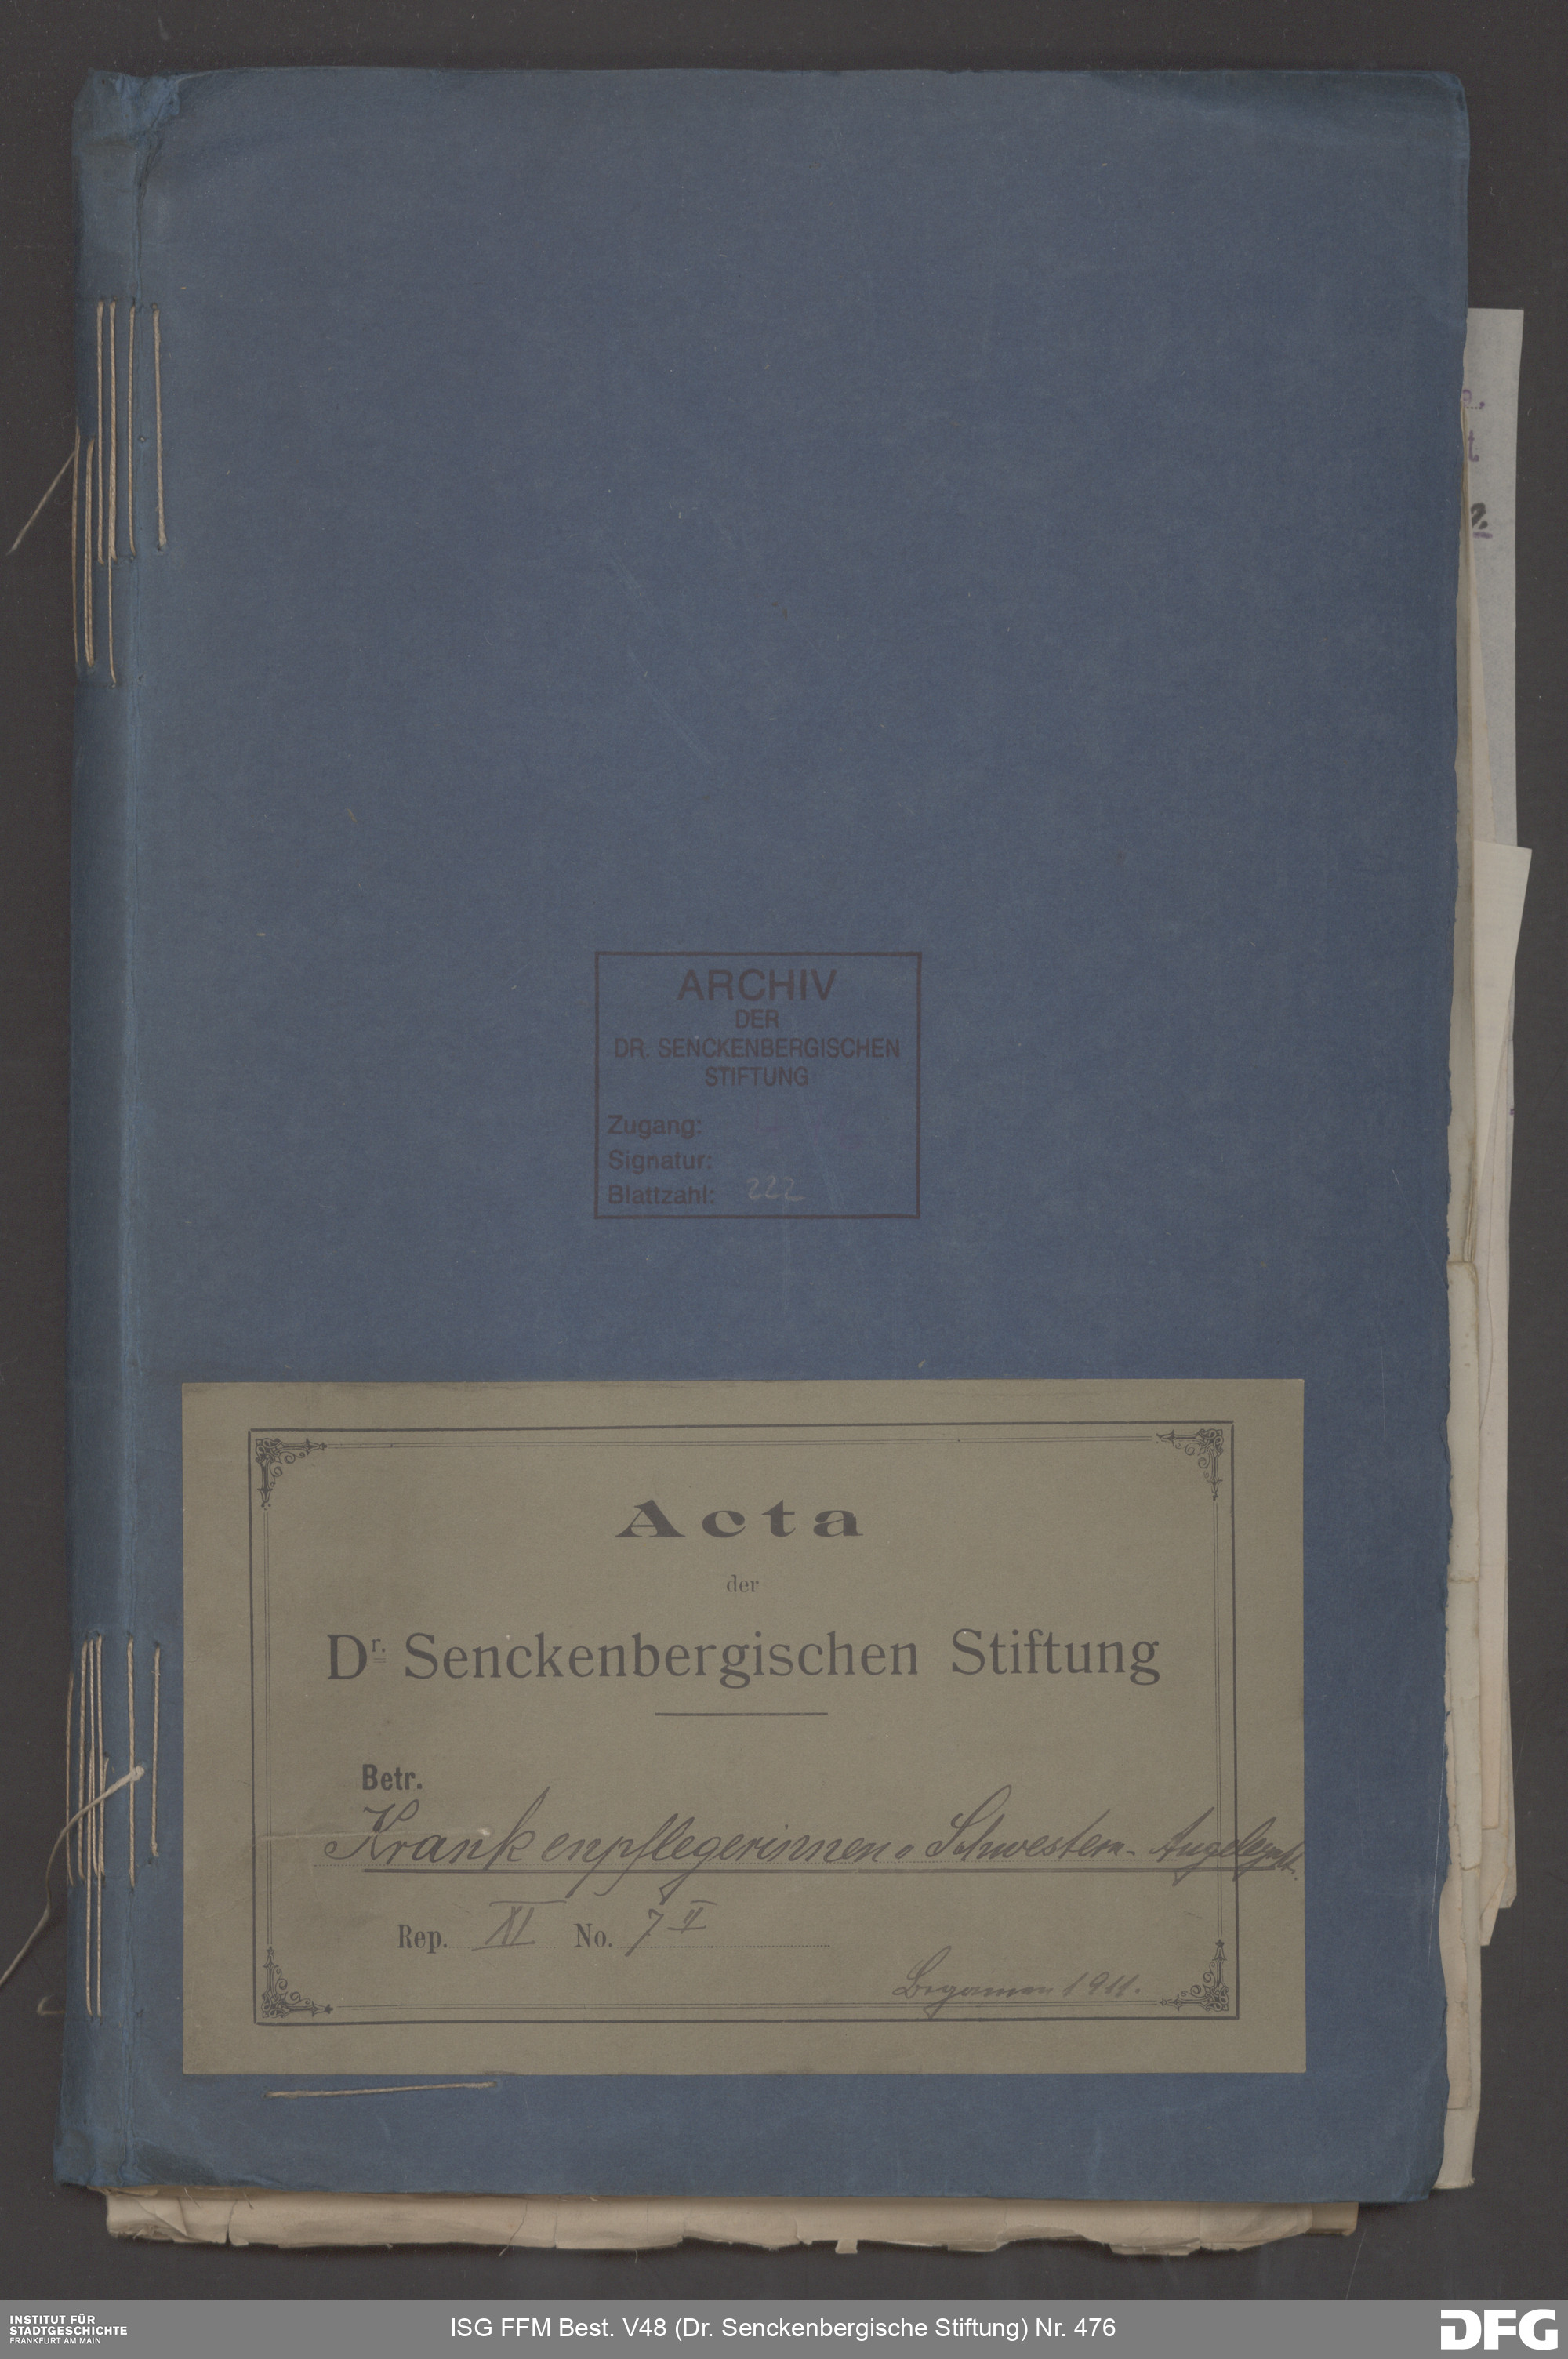 ARCHIV
DER
DR. SENCKENBERGISCHEN
STIFTUNG
Zugang:
Signatur:
Blattzahl: 222
Acta
der
Dr. Senckenbergischen Stiftung
Betr.
Krankenpflegerinnen u Schwestern-Angeleght.
Rep. XI No. 7 II
Begonnen 1911.
INSTITUT FÜR
STADTGESCHICHTE
FRANKFURT AM MAIN
ISG FFM Best. V48 (Dr. Senckenbergische Stiftung) Nr. 476
DFG